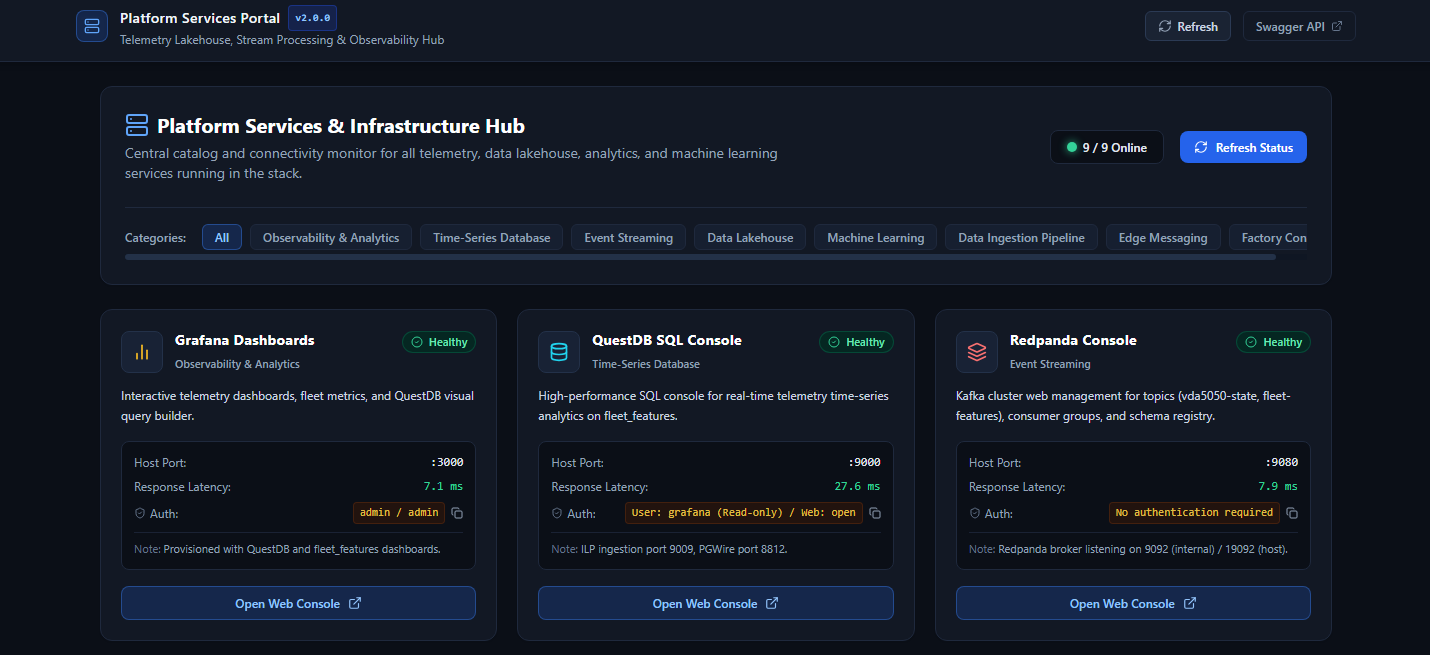 Platform Services Portal v2.0.0
Telemetry Lakehouse, Stream Processing & Observability Hub
Refresh
Swagger API
Platform Services & Infrastructure Hub
Central catalog and connectivity monitor for all telemetry, data lakehouse, analytics, and machine learning
services running in the stack.
9 / 9 Online
Refresh Status
Categories: All Observability & Analytics Time-Series Database Event Streaming Data Lakehouse Machine Learning Data Ingestion Pipeline Edge Messaging Factory Con
Grafana Dashboards
Healthy
Observability & Analytics
Interactive telemetry dashboards, fleet metrics, and QuestDB visual
query builder.
Host Port: :3000
Response Latency: 7.1 ms
Auth: admin / admin
Note: Provisioned with QuestDB and fleet_features dashboards.
Open Web Console
QuestDB SQL Console
Healthy
Time-Series Database
High-performance SQL console for real-time telemetry time-series
analytics on fleet_features.
Host Port: :9000
Response Latency: 27.6 ms
Auth: User: grafana (Read-only) / Web: open
Note: ILP ingestion port 9009, PGWire port 8812.
Open Web Console
Redpanda Console
Healthy
Event Streaming
Kafka cluster web management for topics (vda5050-state, fleet-
features), consumer groups, and schema registry.
Host Port: :9080
Response Latency: 7.9 ms
Auth: No authentication required
Note: Redpanda broker listening on 9092 (internal) / 19092 (host).
Open Web Console